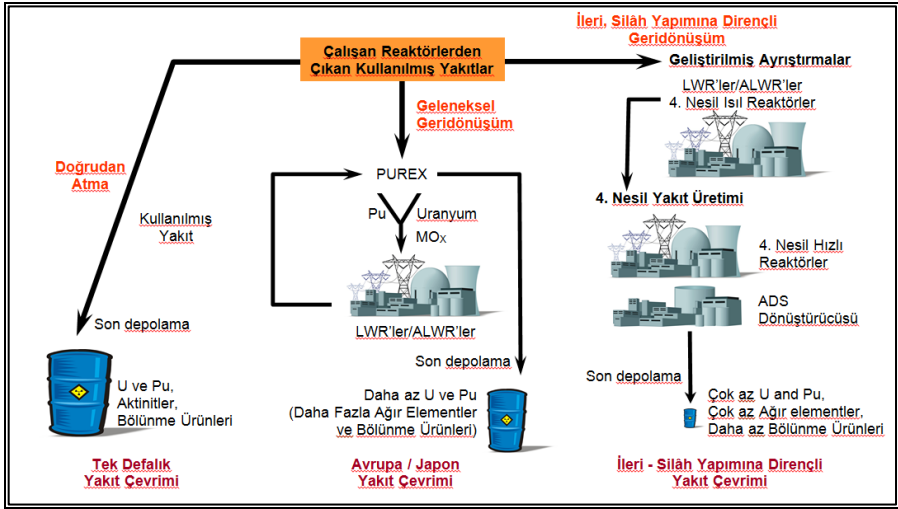 Çalışan Reaktörlerden
Çıkan Kullanılmış Yakıtlar
Doğrudan
Atma
Kullanılmış
Yakıt
Son depolama
U ve Pu,
Aktinitler,
Bölünme Ürünleri
Tek Defalık
Yakıt Çevrimi
Geleneksel
Geridönüşüm
PUREX
Pu
Uranyum
MOX
LWR'ler/ALWR'ler
Son depolama
Daha az U ve Pu
(Daha Fazla Ağır Elementler
ve Bölünme Ürünleri)
Avrupa / Japon
Yakıt Çevrimi
İleri, Silâh Yapımına Dirençli
Geridönüşüm
Geliştirilmiş Ayrıştırmalar
LWR'ler/ALWR'ler
4. Nesil Isıl Reaktörler
4. Nesil Yakıt Üretimi
4. Nesil Hızlı
Reaktörler
ADS
Dönüştürücüsü
Son depolama
Çok az U and Pu,
Çok az Ağır elementler,
Daha az Bölünme Ürünleri
İleri - Silâh Yapımına Dirençli
Yakıt Çevrimi